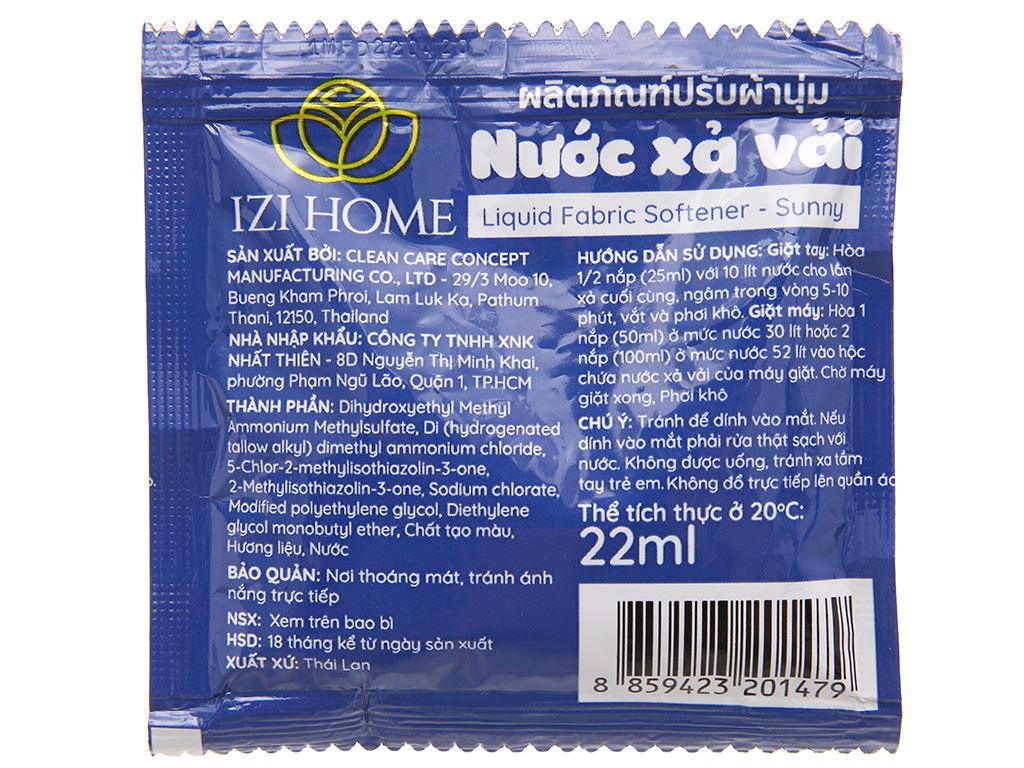 1MFD220420
ผลิตภัณฑ์ปรับผ้านุ่ม
Nước xả vải
Liquid Fabric Softener - Sunny
IZI HOME
SẢN XUẤT BỞI: CLEAN CARE CONCEPT
MANUFACTURING CO., LTD - 29/3 Moo 10,
Bueng Kham Phroi, Lam Luk Ka, Pathum
Thani, 12150, Thailand
NHÀ NHẬP KHẨU: CÔNG TY TNHH XNK
NHẤT THIÊN - 8D Nguyễn Thị Minh Khai,
phường Phạm Ngũ Lão, Quận 1, TP.HCM
THÀNH PHẦN: Dihydroxyethyl Methyl
Ammonium Methylsulfate, Di (hydrogenated
tallow alkyl) dimethyl ammonium chloride,
5-Chlor-2-methylisothiazolin-3-one,
2-Methylisothiazolin-3-one, Sodium chlorate,
Modified polyethylene glycol, Diethylene
glycol monobutyl ether, Chất tạo màu,
Hương liệu, Nước
BẢO QUẢN: Nơi thoáng mát, tránh ánh
nắng trực tiếp
NSX: Xem trên bao bì
HSD: 18 tháng kể từ ngày sản xuất
XUẤT XỨ: Thái Lan
HƯỚNG DẪN SỬ DỤNG: Giặt tay: Hòa
1/2 nắp (25ml) với 10 lít nước cho lần
xả cuối cùng, ngâm trong vòng 5-10
phút, vắt và phơi khô. Giặt máy: Hòa 1
nắp (50ml) ở mức nước 30 lít hoặc 2
nắp (100ml) ở mức nước 52 lít vào hộc
chứa nước xả vải của máy giặt. Chờ máy
giặt xong, Phơi khô
CHÚ Ý: Tránh để dính vào mắt. Nếu
dính vào mắt phải rửa thật sạch với
nước. Không được uống, tránh xa tầm
tay trẻ em. Không đổ trực tiếp lên quần áo
Thể tích thực ở 20ºC:
22ml
8 859423 201479